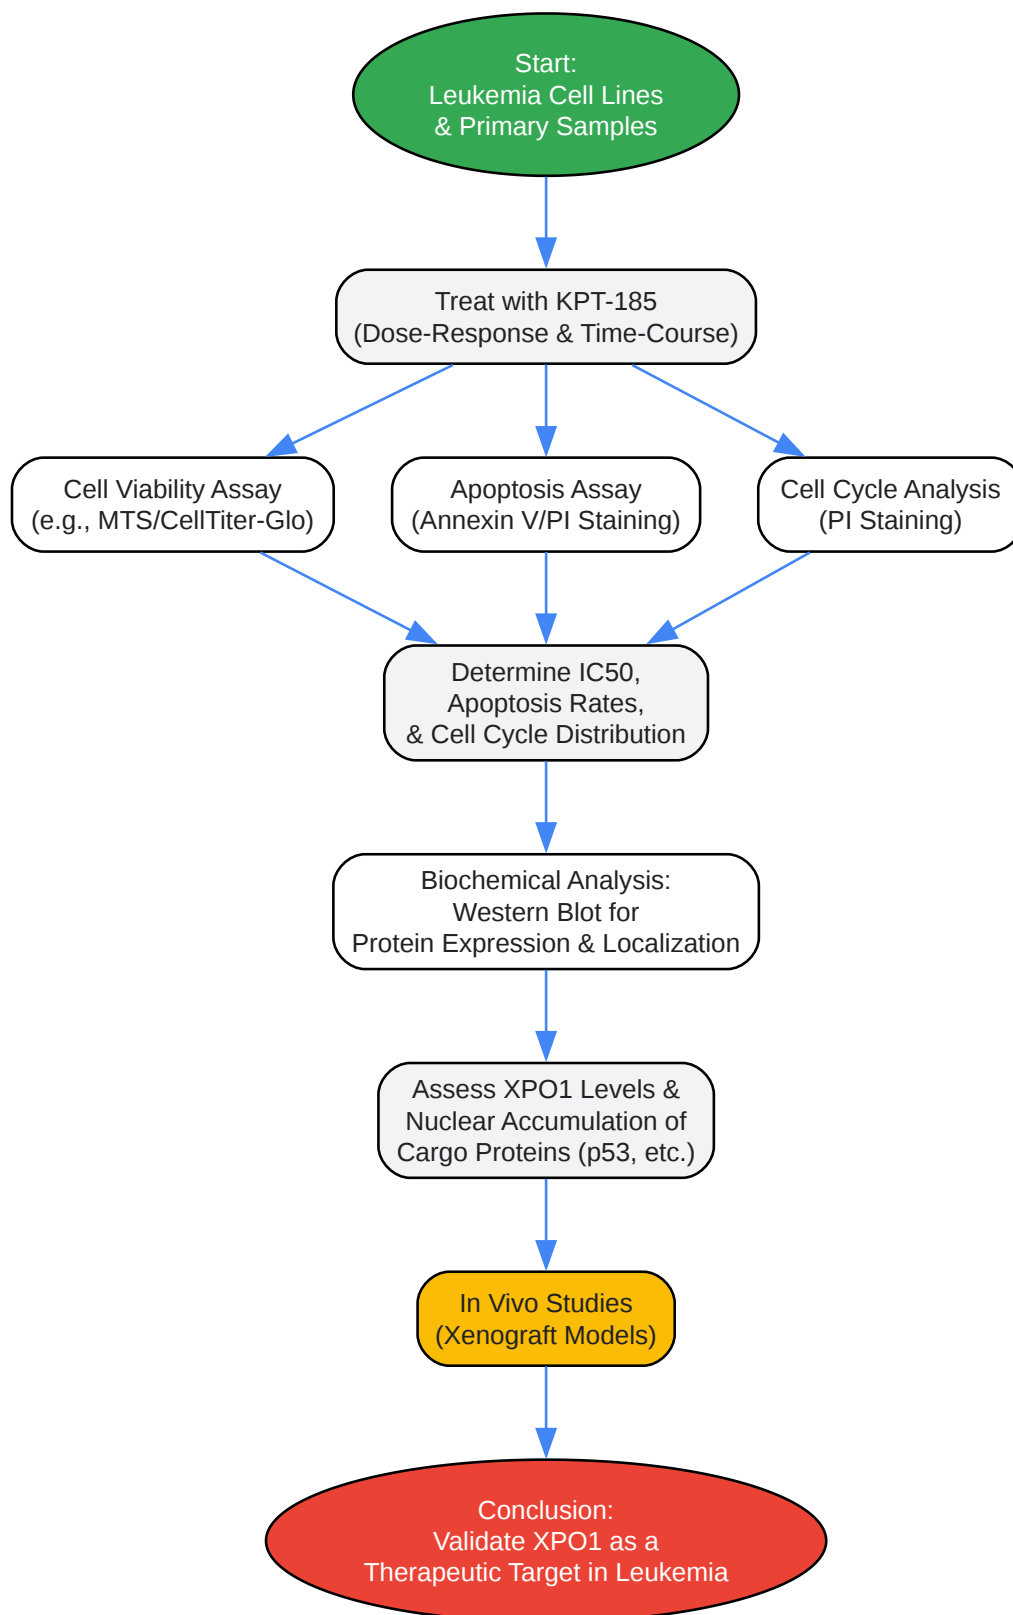 Start:
Leukemia Cell Lines
& Primary Samples
Treat with KPT-185
(Dose-Response & Time-Course)
Cell Viability Assay
(e.g., MTS/CellTiter-Glo)
Apoptosis Assay
(Annexin V/PI Staining)
Cell Cycle Analysis
(PI Staining)
Determine IC50,
Apoptosis Rates,
& Cell Cycle Distribution
Biochemical Analysis:
Western Blot for
Protein Expression & Localization
Assess XPO1 Levels &
Nuclear Accumulation of
Cargo Proteins (p53, etc.)
In Vivo Studies
(Xenograft Models)
Conclusion:
Validate XPO1 as a
Therapeutic Target in Leukemia